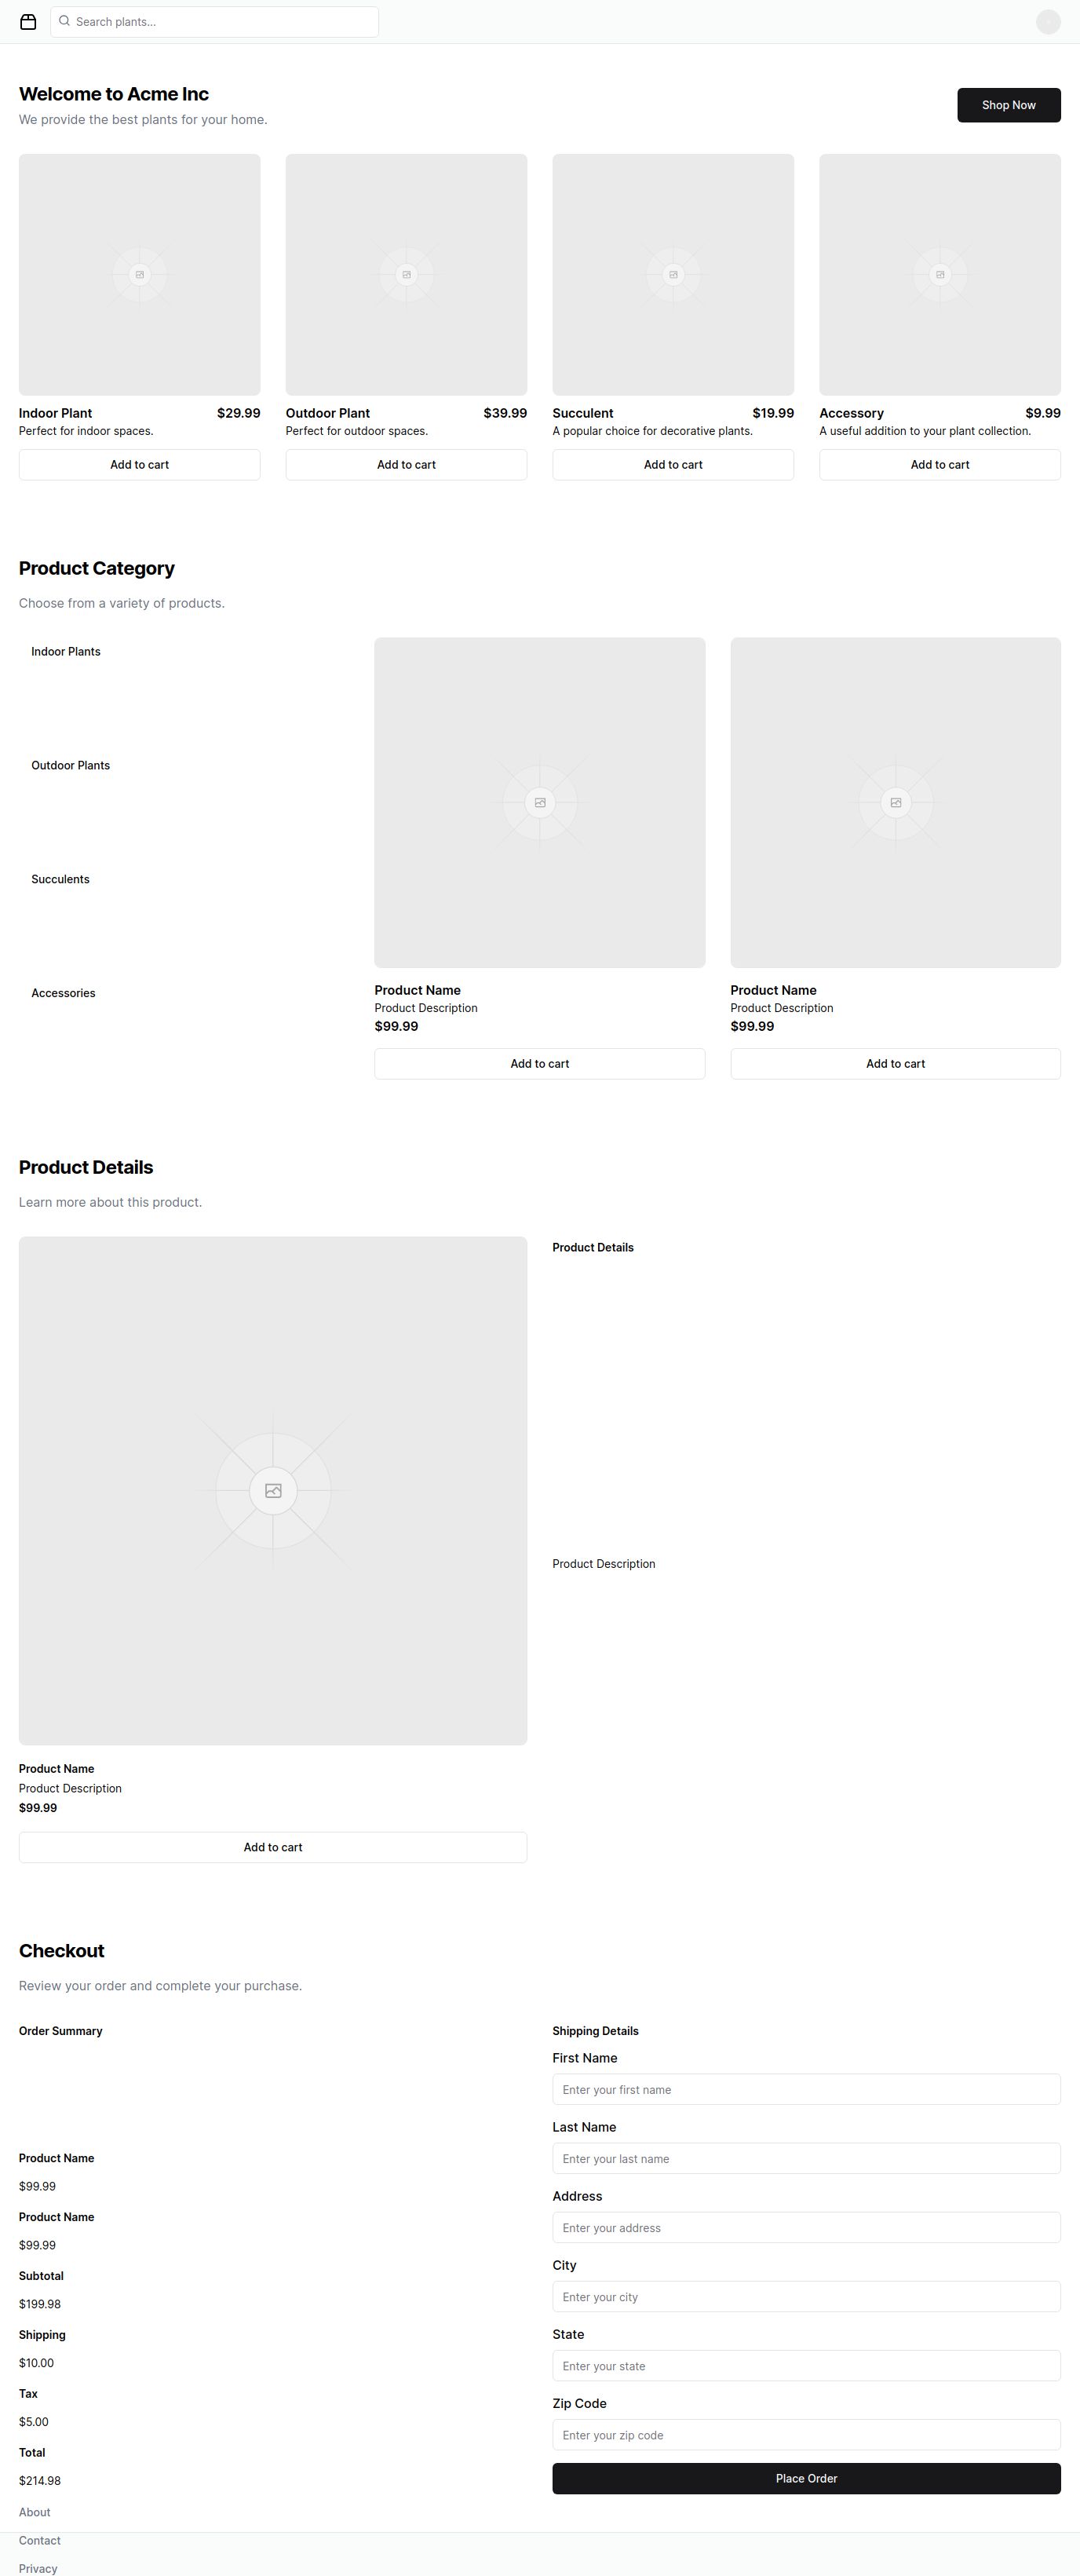 Search plants...
Welcome to Acme Inc
We provide the best plants for your home.
Shop Now
Indoor Plant $29.99
Perfect for indoor spaces.
Add to cart
Outdoor Plant $39.99
Perfect for outdoor spaces.
Add to cart
Succulent $19.99
A popular choice for decorative plants.
Add to cart
Accessory $9.99
A useful addition to your plant collection.
Add to cart
Product Category
Choose from a variety of products.
Indoor Plants
Outdoor Plants
Succulents
Accessories
Product Name
Product Description
$99.99
Add to cart
Product Name
Product Description
$99.99
Add to cart
Product Details
Learn more about this product.
Product Name
Product Description
$99.99
Add to cart
Product Details
Product Description
Checkout
Review your order and complete your purchase.
Order Summary
Product Name
$99.99
Product Name
$99.99
Subtotal
$199.98
Shipping
$10.00
Tax
$5.00
Total
$214.98
Shipping Details
First Name
Enter your first name
Last Name
Enter your last name
Address
Enter your address
City
Enter your city
State
Enter your state
Zip Code
Enter your zip code
Place Order
About
Contact
Privacy